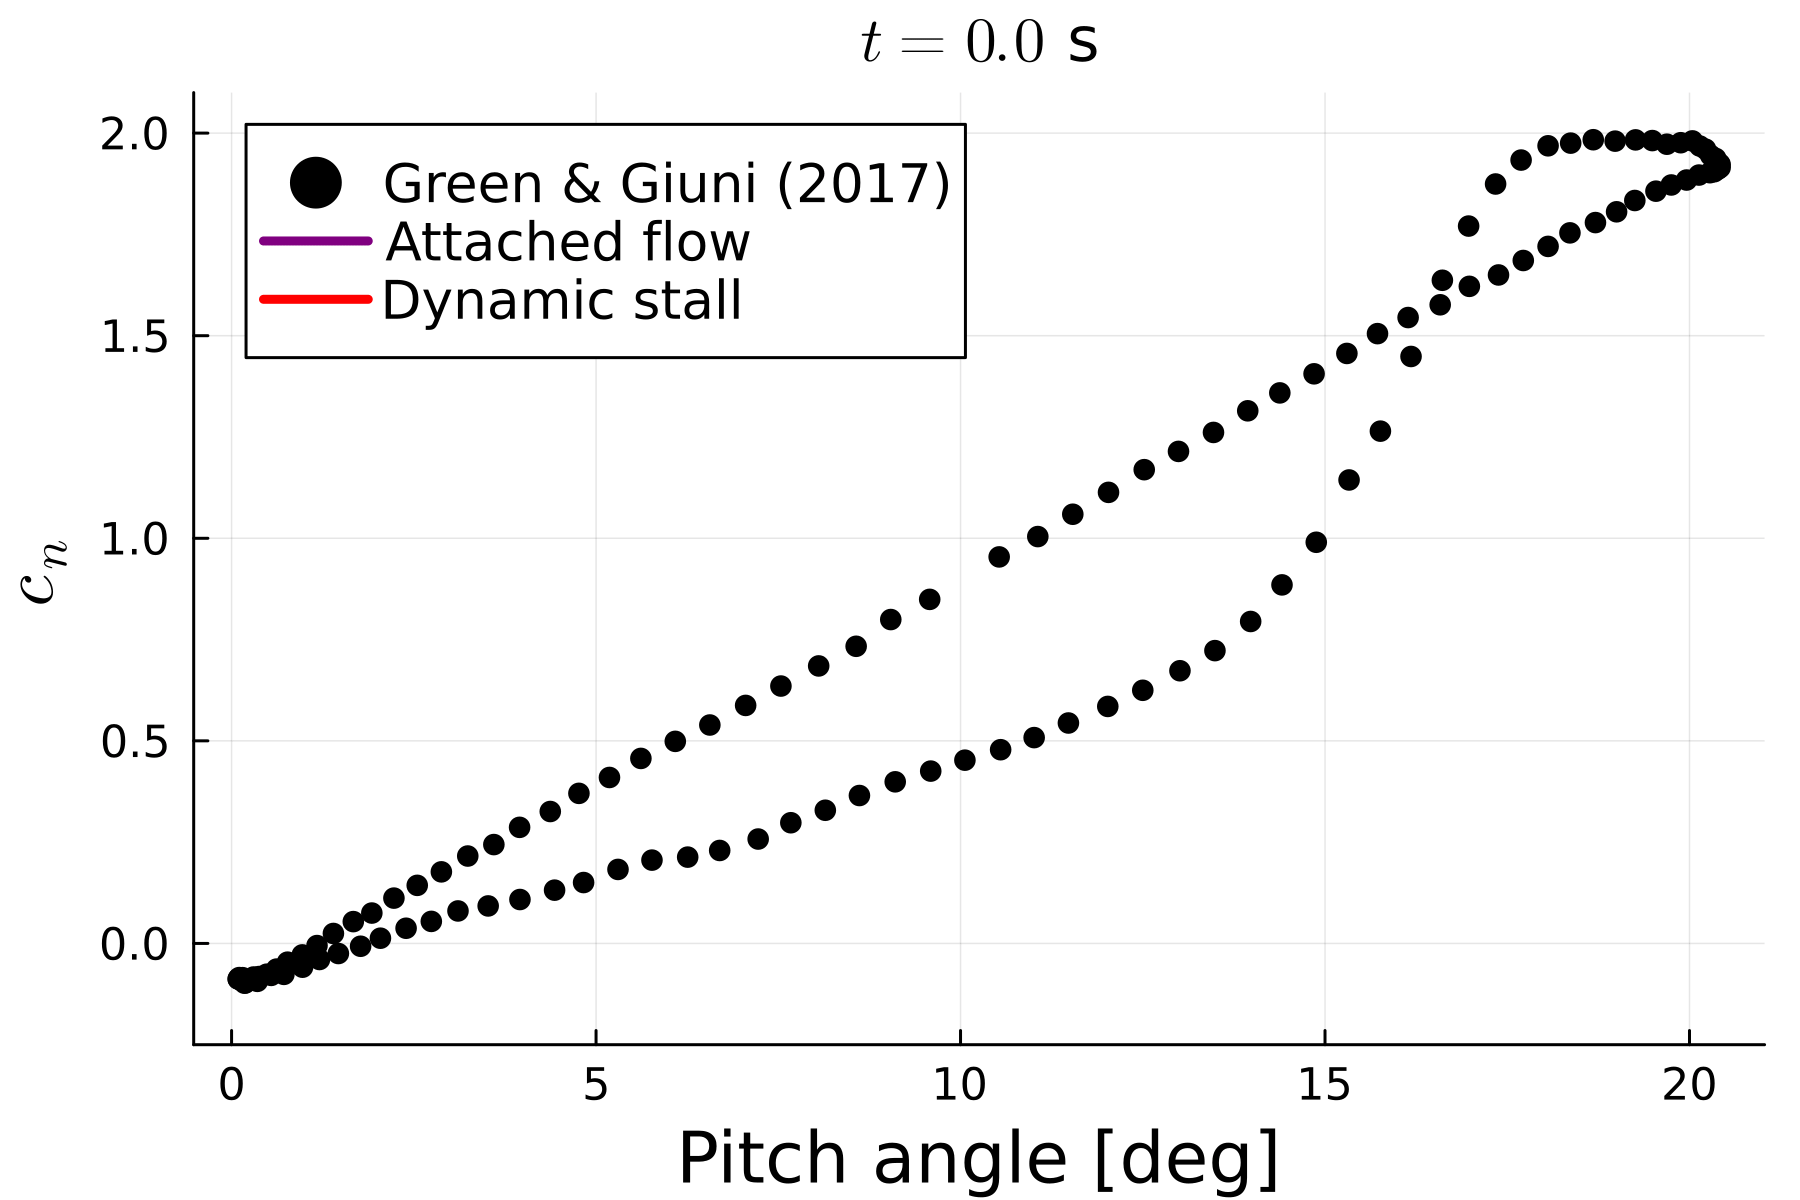 t = 0.0 s
2.0
1.5
1.0
0.5
0.0
Green & Giuni (2017)
Attached flow
Dynamic stall
c_n
0 5 10 15 20
Pitch angle [deg]